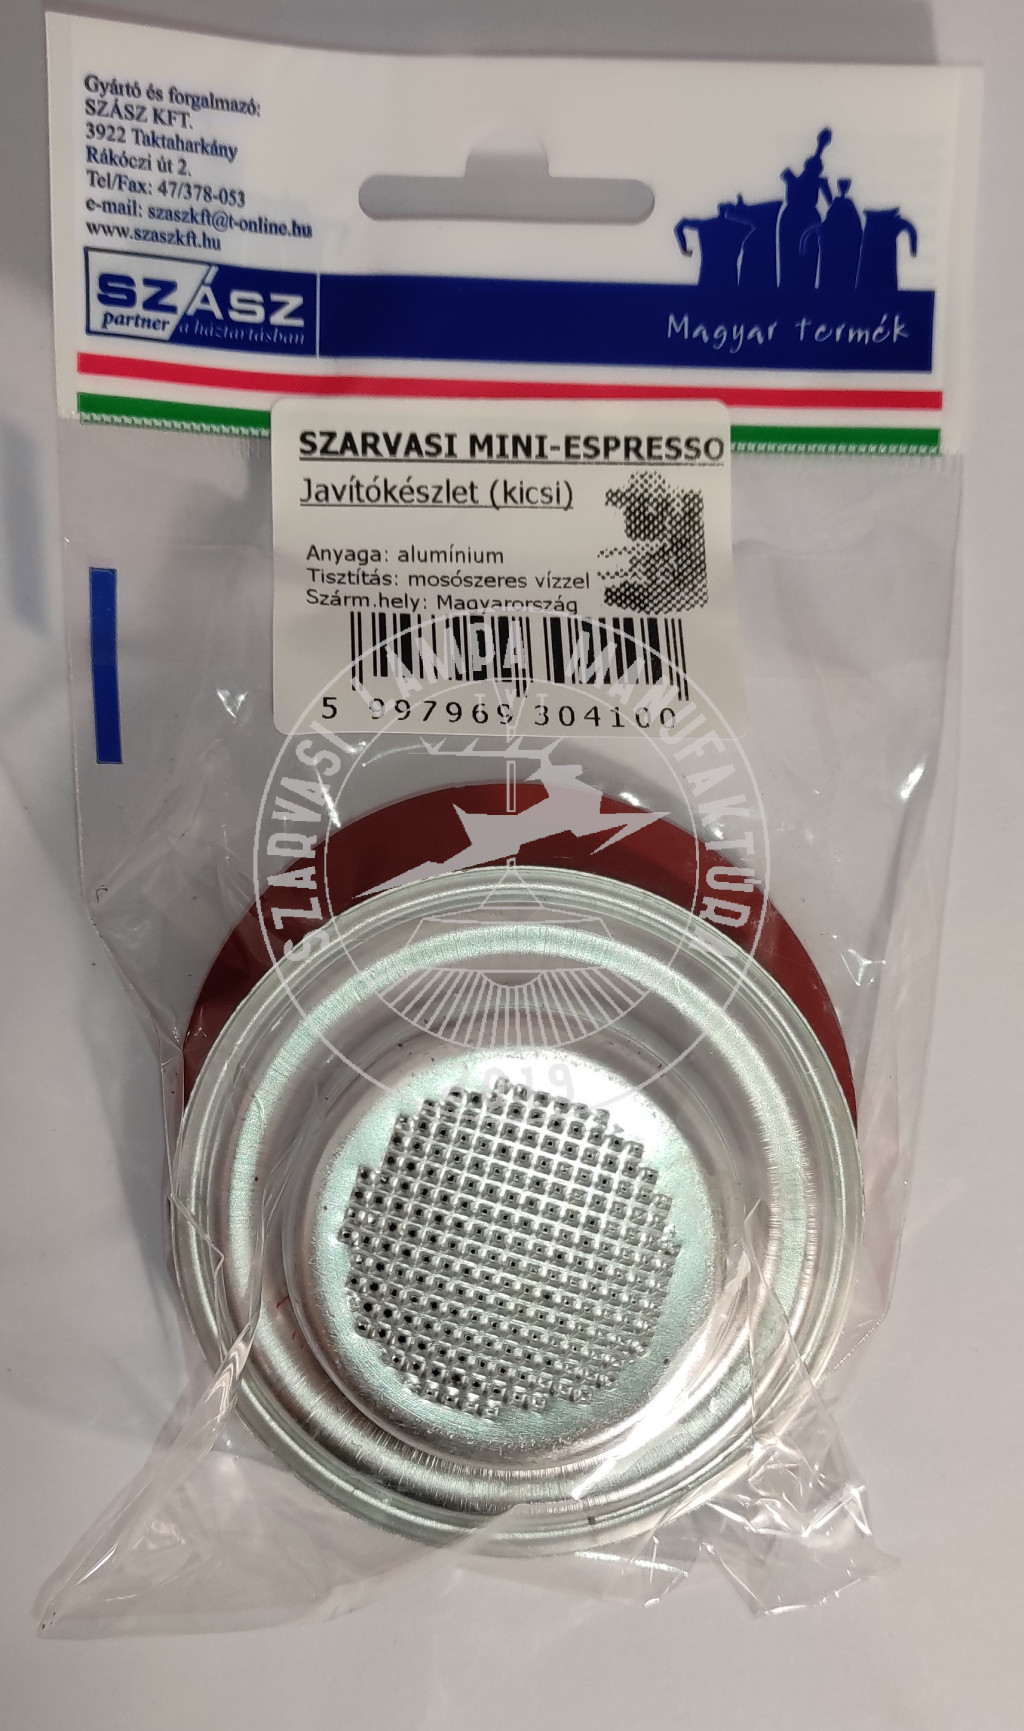 Gyártó és forgalmazó:
SZÁSZ KFT.
3922 Taktaharkány
Rákóczi út 2.
Tel/Fax: 47/378-053
e-mail: szaszkft@t-online.hu
www.szaszkft.hu
SZÁSZ
partner a háztartásban
Magyar termék
SZARVASI MINI-ESPRESSO
Javítókészlet (kicsi)
Anyaga: alumínium
Tisztítás: mosószeres vízzel
Szárm.hely: Magyarország
5 997969 304100
SZARVASI LÁMPA MANUFAKTÚRA
2019